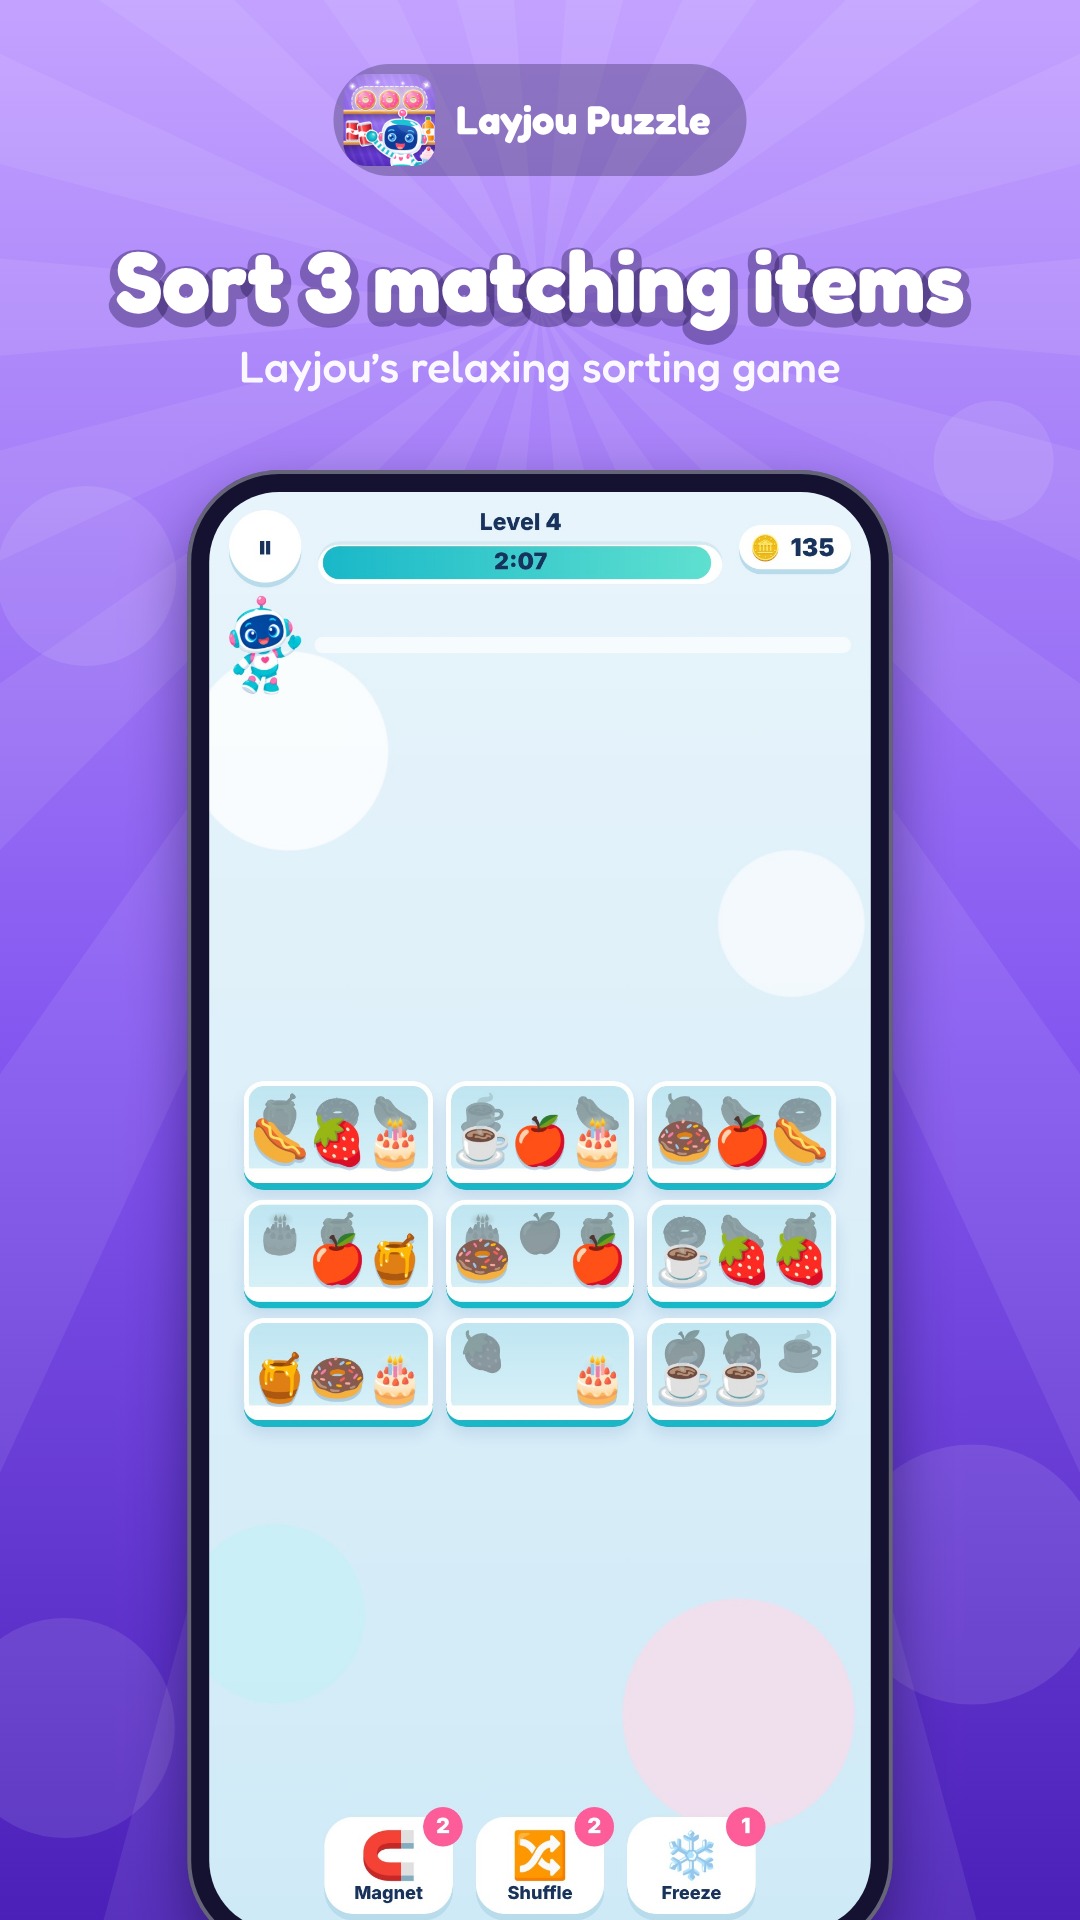 Layjou Puzzle
Sort 3 matching items
Layjou’s relaxing sorting game
Level 4
2:07
135
2
2
1
Magnet
Shuffle
Freeze